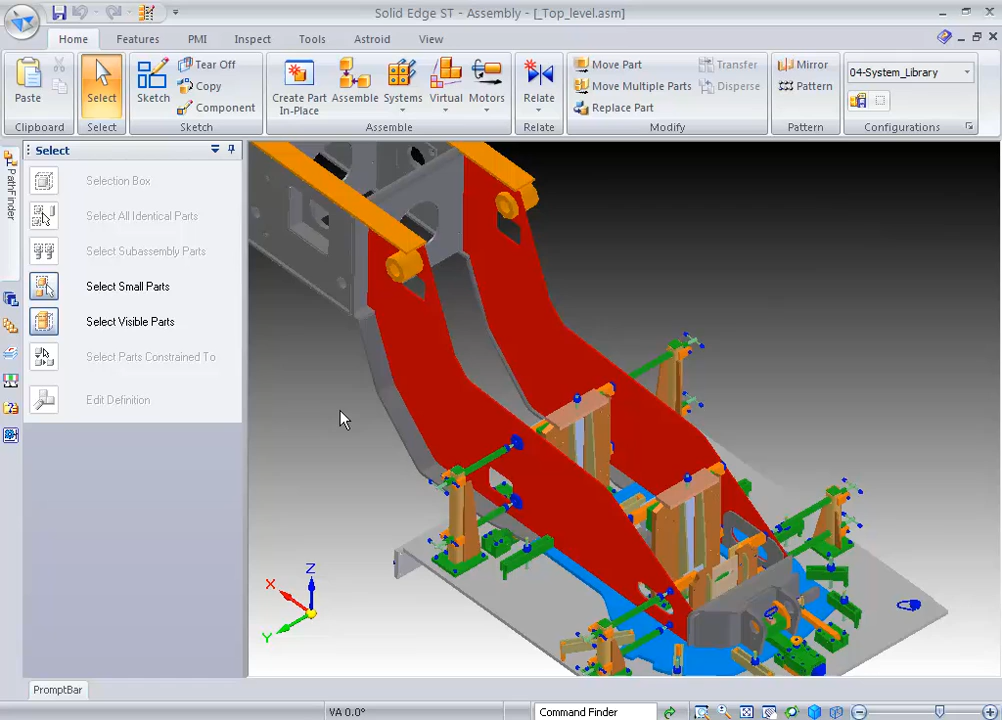 Solid Edge ST - Assembly - [_Top_level.asm]
Home Features PMI Inspect Tools Astroid View
Paste
Clipboard
Select
Select
Sketch
Tear Off
Copy
Component
Sketch
Create Part
In-Place
Assemble
Systems
Virtual
Motors
Assemble
Relate
Relate
Move Part
Move Multiple Parts
Replace Part
Transfer
Disperse
Modify
Mirror
Pattern
Pattern
04-System_Library
Configurations
PathFinder
Select
Selection Box
Select All Identical Parts
Select Subassembly Parts
Select Small Parts
Select Visible Parts
Select Parts Constrained To
Edit Definition
X
Y
Z
PromptBar
VA 0.0°
Command Finder